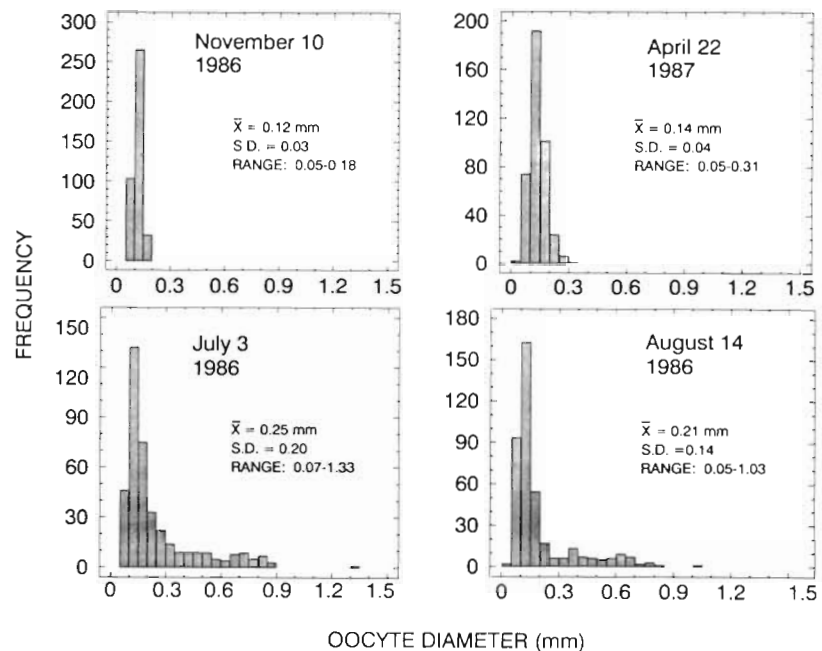 November 10
1986
X̄ = 0.12 mm
S.D. = 0.03
RANGE: 0.05-0 18
300
250
200
150
100
50
0
0 0.3 0.6 0.9 1.2 1.5
April 22
1987
X̄ = 0.14 mm
S.D. = 0.04
RANGE: 0.05-0.31
200
160
120
80
40
0
0 0.3 0.6 0.9 1.2 1.5
FREQUENCY
July 3
1986
X̄ = 0.25 mm
S.D. = 0.20
RANGE: 0.07-1.33
150
120
90
60
30
0
0 0.3 0.6 0.9 1.2 1.5
August 14
1986
X̄ = 0.21 mm
S.D. =0.14
RANGE: 0.05-1.03
180
150
120
90
60
30
0
0 0.3 0.6 0.9 1.2 1.5
OOCYTE DIAMETER (mm)